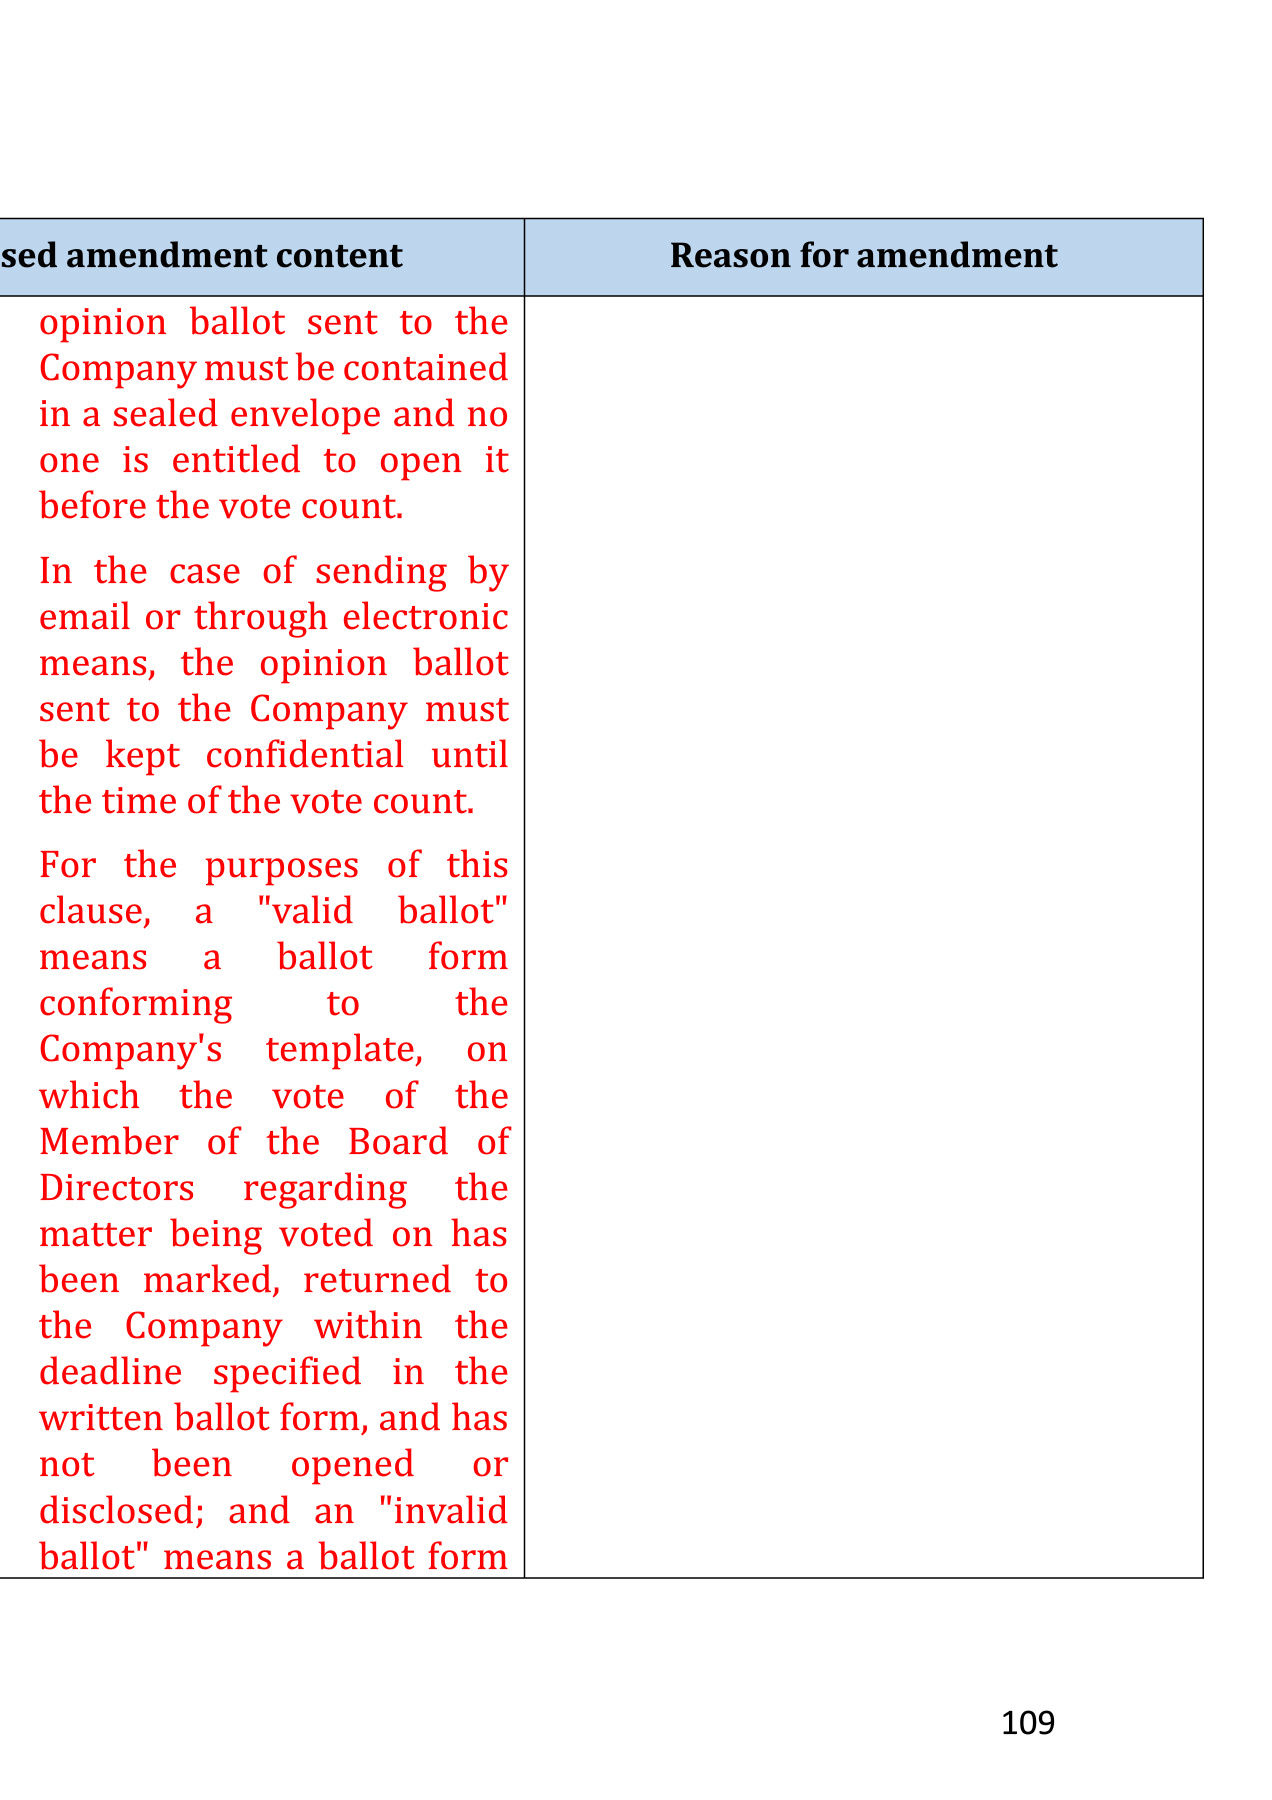 sed amendment content
Reason for amendment
opinion ballot sent to the
Company must be contained
in a sealed envelope and no
one is entitled to open it
before the vote count.
In the case of sending by
email or through electronic
means, the opinion ballot
sent to the Company must
be kept confidential until
the time of the vote count.
For the purposes of this
clause, a "valid ballot"
means a ballot form
conforming to the
Company's template, on
which the vote of the
Member of the Board of
Directors regarding the
matter being voted on has
been marked, returned to
the Company within the
deadline specified in the
written ballot form, and has
not been opened or
disclosed; and an "invalid
ballot" means a ballot form
109